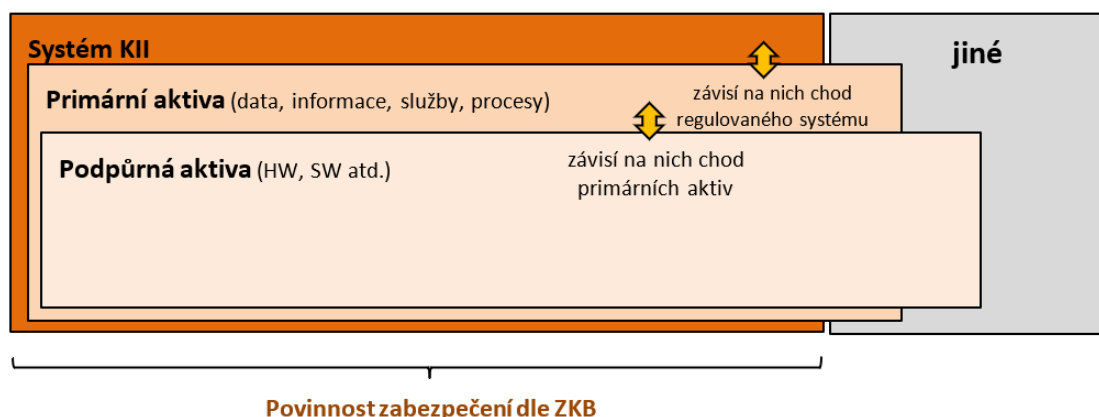 Systém KII
jiné
Primární aktiva (data, informace, služby, procesy)
závisí na nich chod
regulovaného systému
Podpůrná aktiva (HW, SW atd.)
závisí na nich chod
primárních aktiv
Povinnost zabezpečení dle ZKB